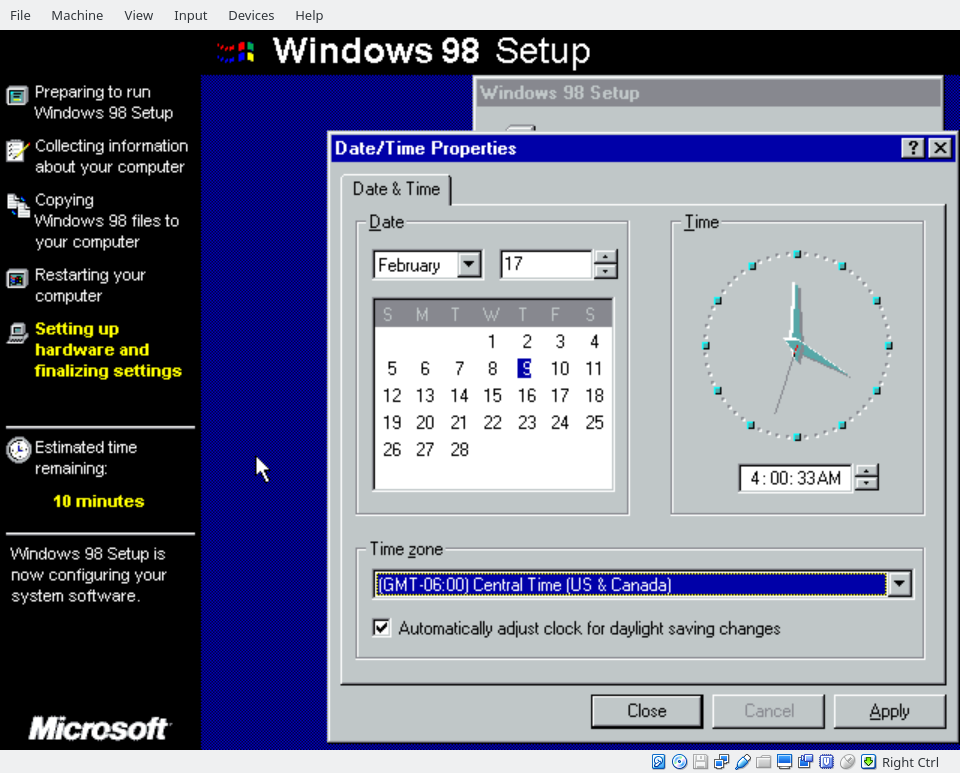 File Machine View Input Devices Help
Windows 98 Setup
Preparing to run
Windows 98 Setup
Collecting information
about your computer
Copying
Windows 98 files to
your computer
Restarting your
computer
Setting up
hardware and
finalizing settings
Estimated time
remaining:
10 minutes
Windows 98 Setup is
now configuring your
system software.
Microsoft
Windows 98 Setup
Date/Time Properties
Date & Time
Date
February 17
S M T W T F S
1 2 3 4
5 6 7 8 9 10 11
12 13 14 15 16 17 18
19 20 21 22 23 24 25
26 27 28
Time
4:00:33AM
Time zone
(GMT-06:00) Central Time (US & Canada)
Automatically adjust clock for daylight saving changes
Close Cancel Apply
Right Ctrl